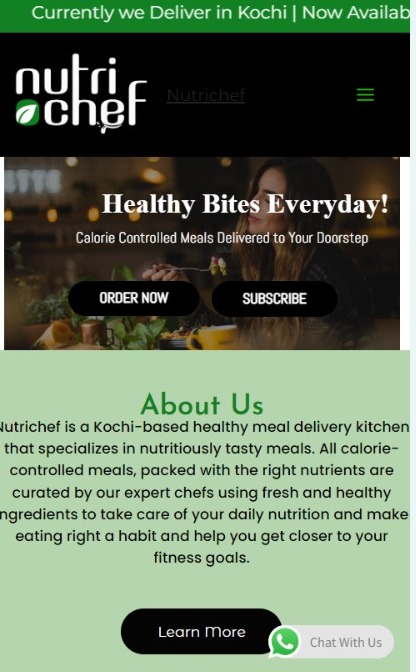 Currently we Deliver in Kochi | Now Availab
nutri
chef
Nutrichef
Healthy Bites Everyday!
Calorie Controlled Meals Delivered to Your Doorstep
ORDER NOW
SUBSCRIBE
About Us
Nutrichef is a Kochi-based healthy meal delivery kitchen
that specializes in nutritiously tasty meals. All calorie-
controlled meals, packed with the right nutrients are
curated by our expert chefs using fresh and healthy
ingredients to take care of your daily nutrition and make
eating right a habit and help you get closer to your
fitness goals.
Learn More
Chat With Us